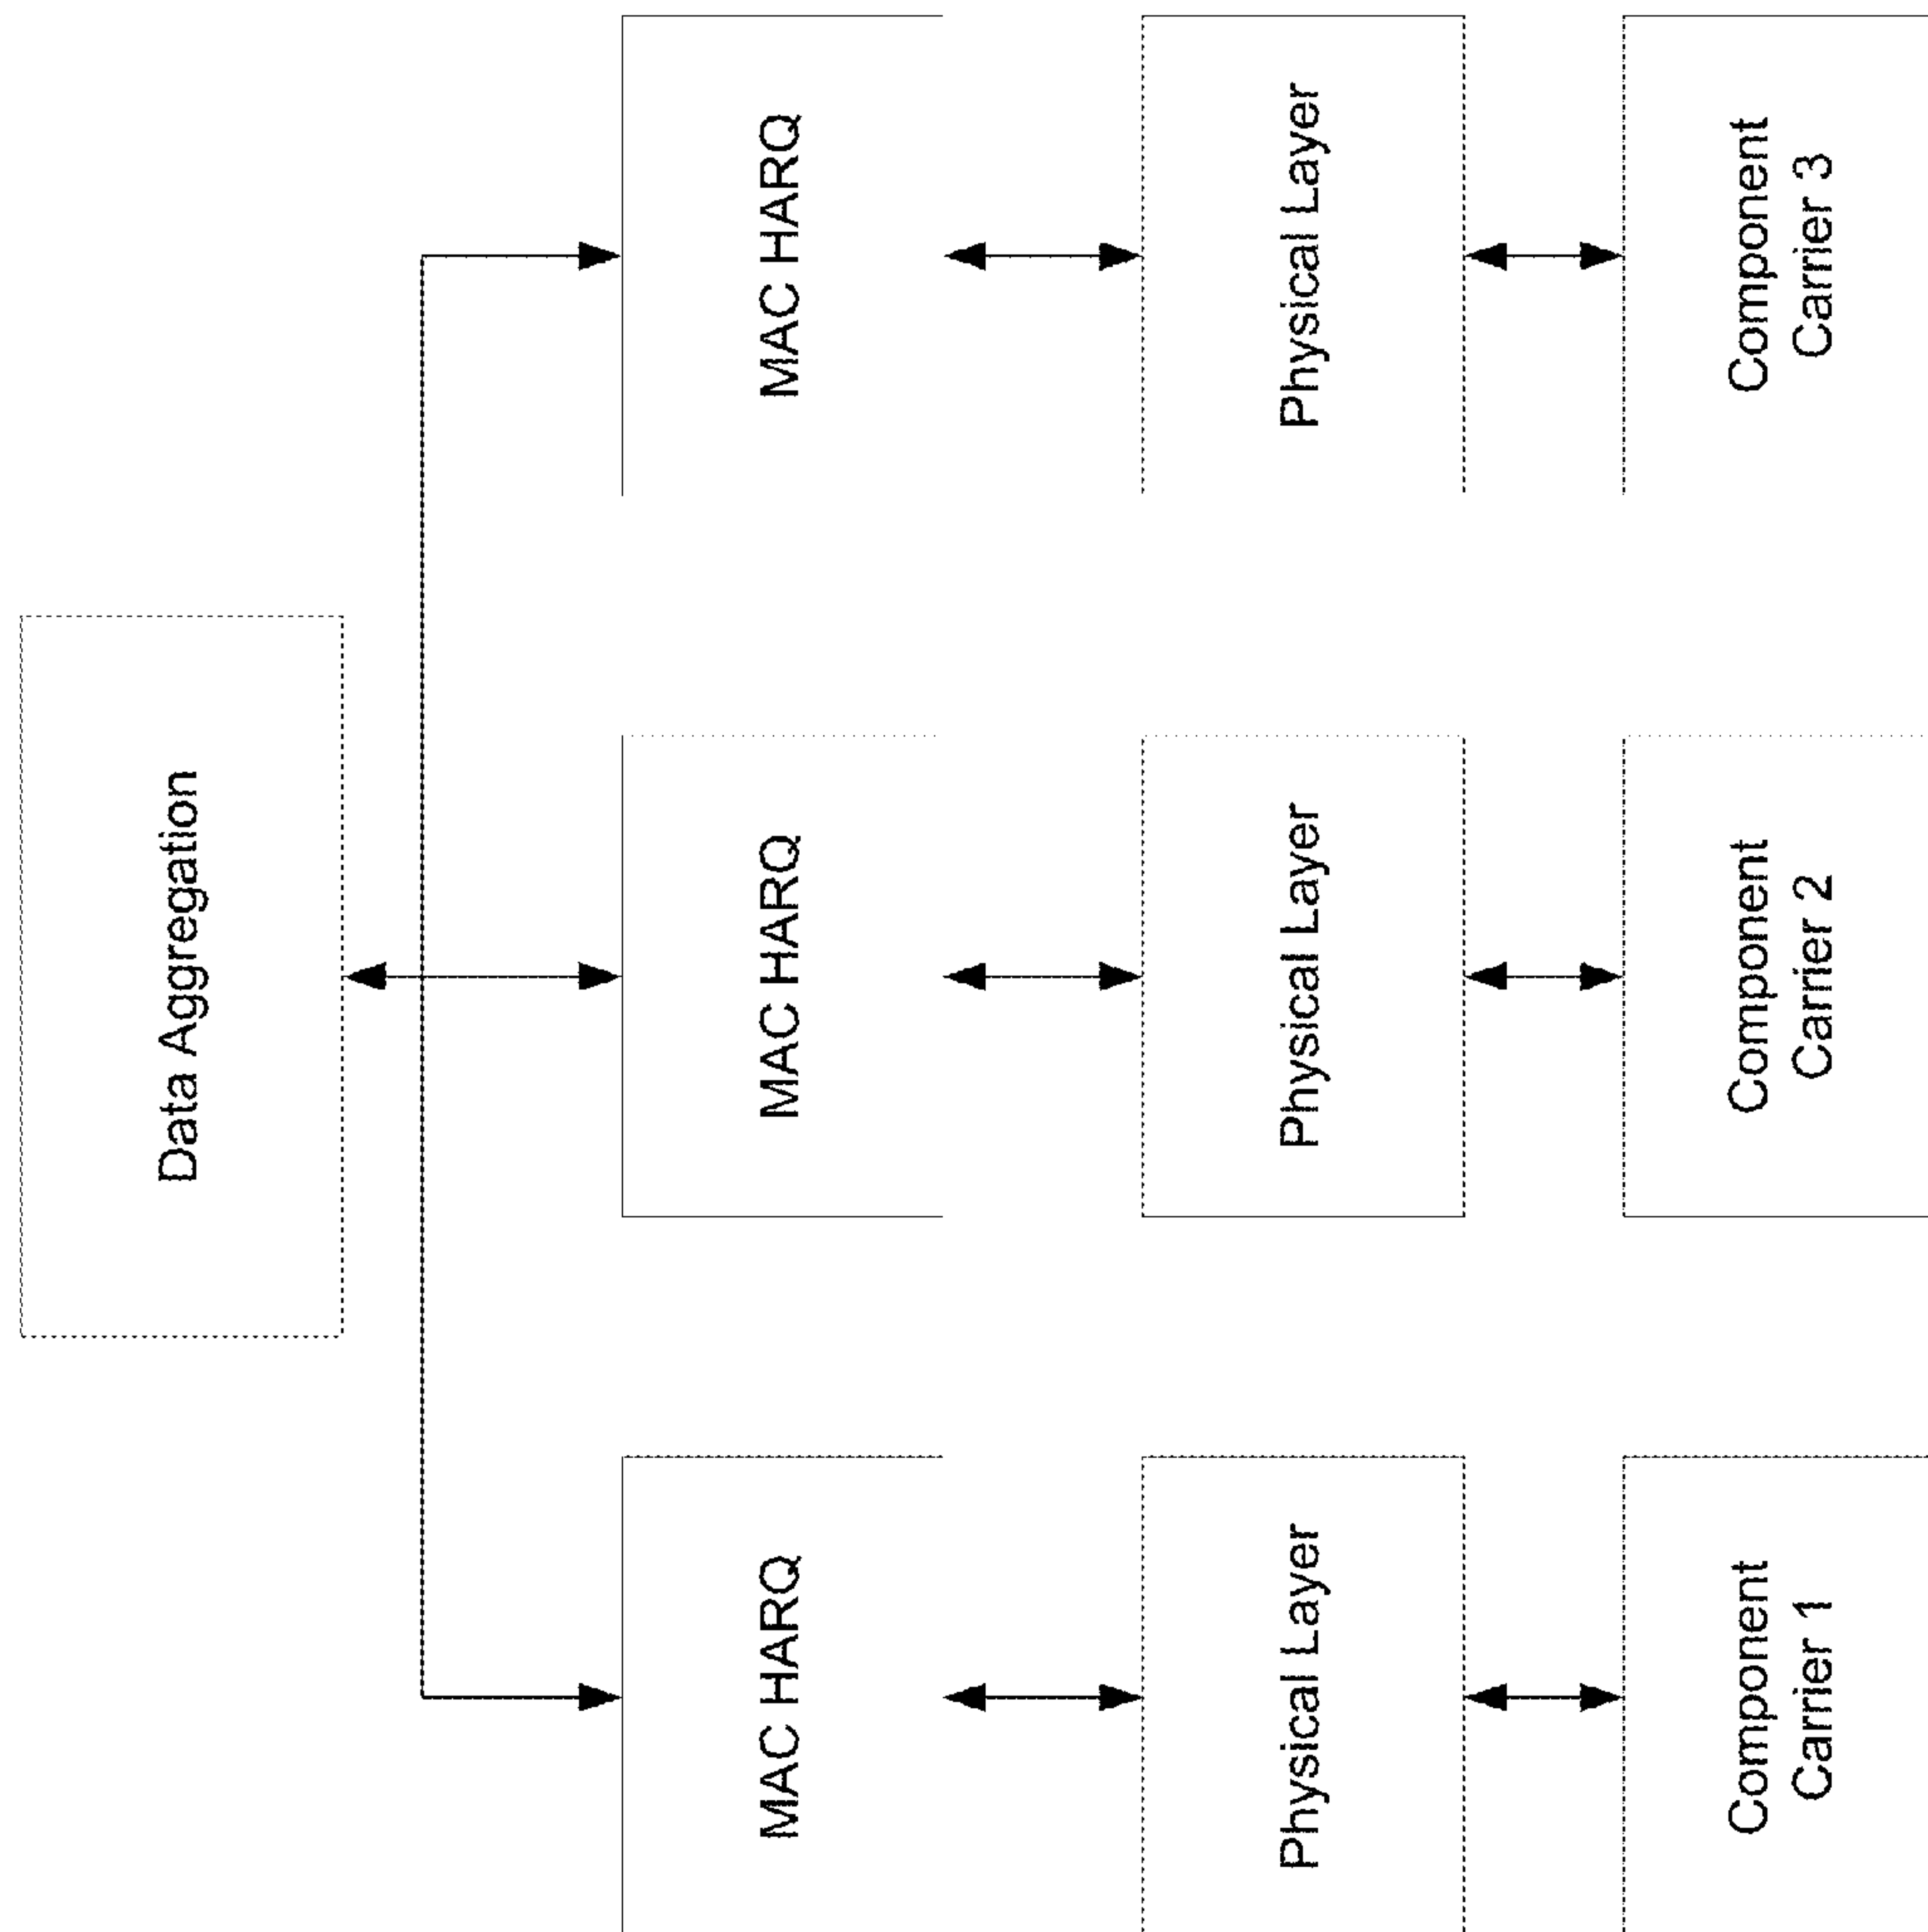 Data Aggregation
MAC HARQ
MAC HARQ
MAC HARQ
Physical Layer
Physical Layer
Physical Layer
Component
Carrier 1
Component
Carrier 2
Component
Carrier 3